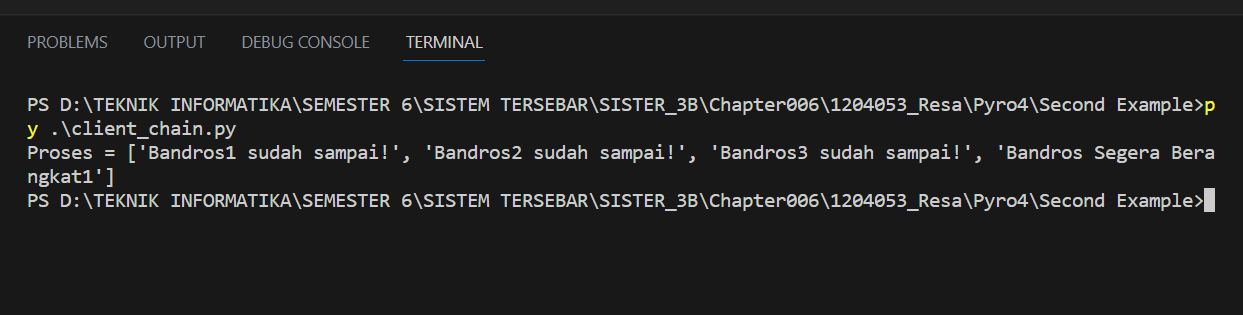 PROBLEMS OUTPUT DEBUG CONSOLE TERMINAL
PS D:\TEKNIK INFORMATIKA\SEMESTER 6\SISTEM TERSEBAR\SISTER_3B\Chapter006\1204053_Resa\Pyro4\Second Example>p
y .\client_chain.py
Proses = ['Bandros1 sudah sampai!', 'Bandros2 sudah sampai!', 'Bandros3 sudah sampai!', 'Bandros Segera Bera
ngkat1']
PS D:\TEKNIK INFORMATIKA\SEMESTER 6\SISTEM TERSEBAR\SISTER_3B\Chapter006\1204053_Resa\Pyro4\Second Example>